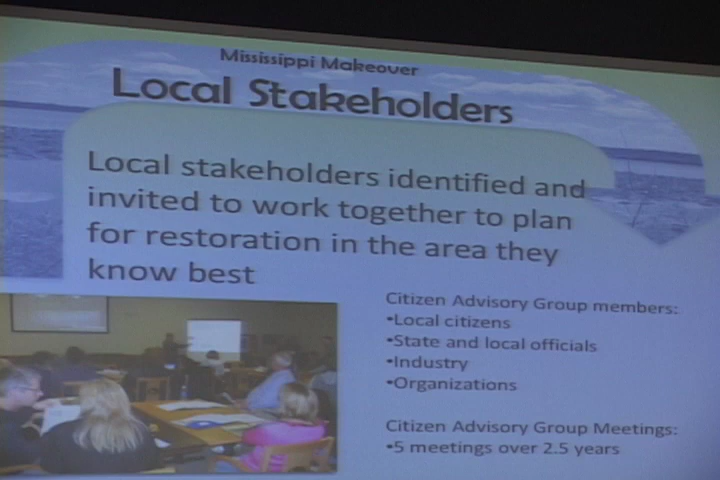 Mississippi Makeover
Local Stakeholders
Local stakeholders identified and
invited to work together to plan
for restoration in the area they
know best
Citizen Advisory Group members:
•Local citizens
•State and local officials
•Industry
•Organizations
Citizen Advisory Group Meetings:
•5 meetings over 2.5 years